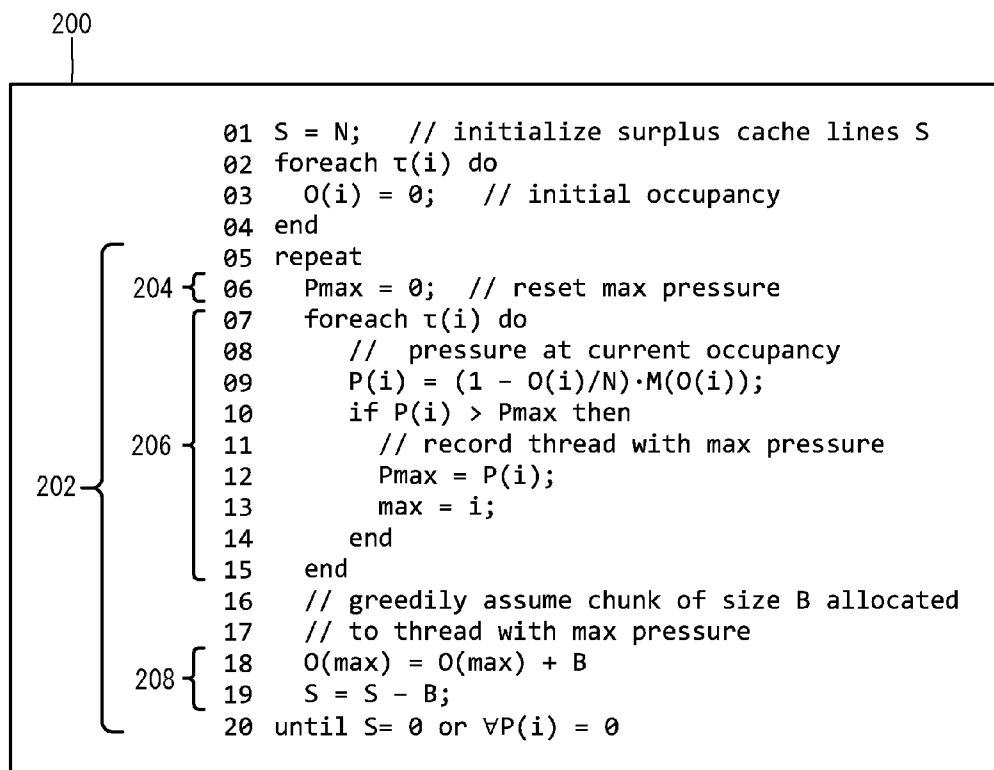 200
01 S = N;   // initialize surplus cache lines S
02 foreach τ(i) do
03   O(i) = 0;   // initial occupancy
04 end
05 repeat
204 06   Pmax = 0;  // reset max pressure
07   foreach τ(i) do
08      //  pressure at current occupancy
09      P(i) = (1 - O(i)/N)·M(O(i));
10      if P(i) > Pmax then
206 11        // record thread with max pressure
12        Pmax = P(i);
202 13        max = i;
14      end
15   end
16   // greedily assume chunk of size B allocated
17   // to thread with max pressure
208 18   O(max) = O(max) + B
19   S = S - B;
20 until S= 0 or ∀P(i) = 0